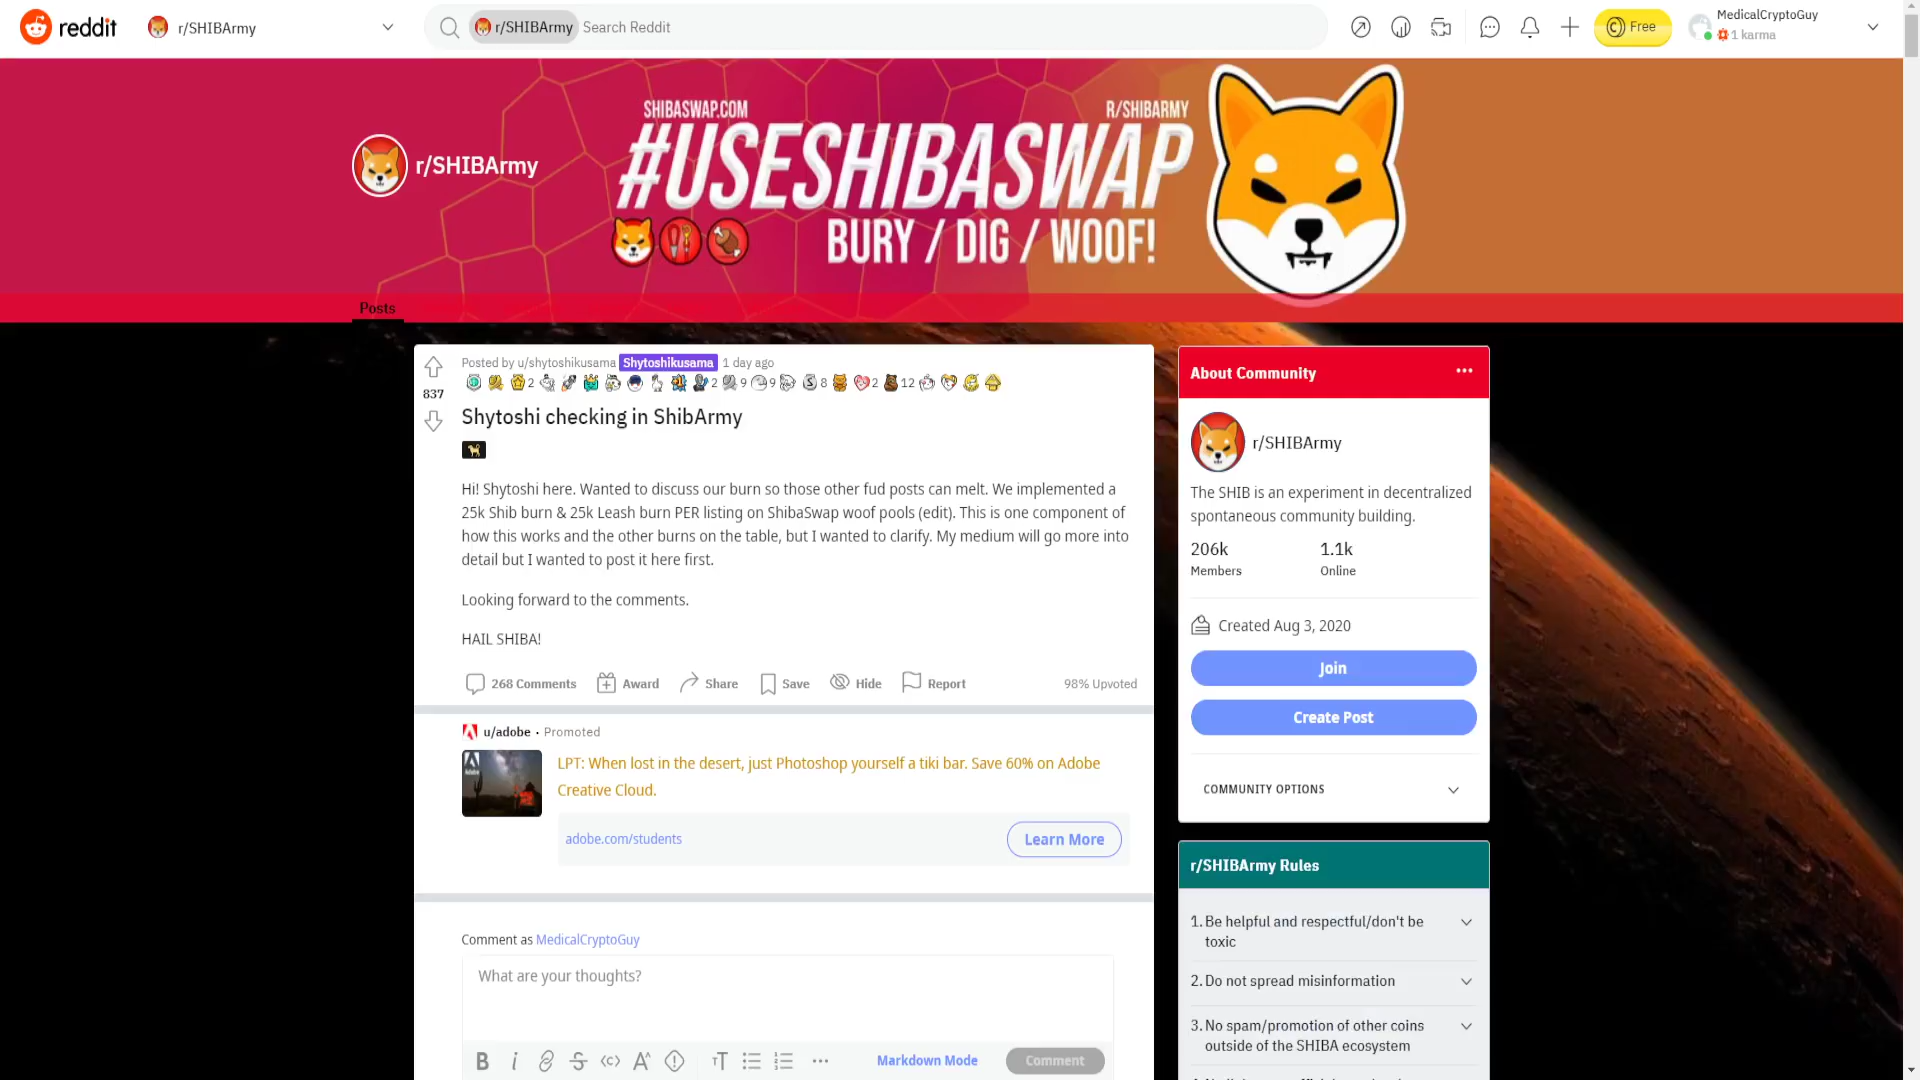 reddit
r/SHIBArmy
r/SHIBArmy Search Reddit
Free
MedicalCryptoGuy
1 karma
SHIBASWAP.COM
R/SHIBARMY
#USESHIBASWAP
BURY / DIG / WOOF!
r/SHIBArmy
Posts
Posted by u/shytoshikusama Shytoshikusama 1 day ago
2 2 9 9 8 2 12
837
Shytoshi checking in ShibArmy
Hi! Shytoshi here. Wanted to discuss our burn so those other fud posts can melt. We implemented a
25k Shib burn & 25k Leash burn PER listing on ShibaSwap woof pools (edit). This is one component of
how this works and the other burns on the table, but I wanted to clarify. My medium will go more into
detail but I wanted to post it here first.
Looking forward to the comments.
HAIL SHIBA!
268 Comments Award Share Save Hide Report 98% Upvoted
u/adobe · Promoted
LPT: When lost in the desert, just Photoshop yourself a tiki bar. Save 60% on Adobe
Creative Cloud.
adobe.com/students
Learn More
Comment as MedicalCryptoGuy
What are your thoughts?
Markdown Mode
Comment
About Community
r/SHIBArmy
The SHIB is an experiment in decentralized
spontaneous community building.
206k 1.1k
Members Online
Created Aug 3, 2020
Join
Create Post
COMMUNITY OPTIONS
r/SHIBArmy Rules
1. Be helpful and respectful/don't be
toxic
2. Do not spread misinformation
3. No spam/promotion of other coins
outside of the SHIBA ecosystem